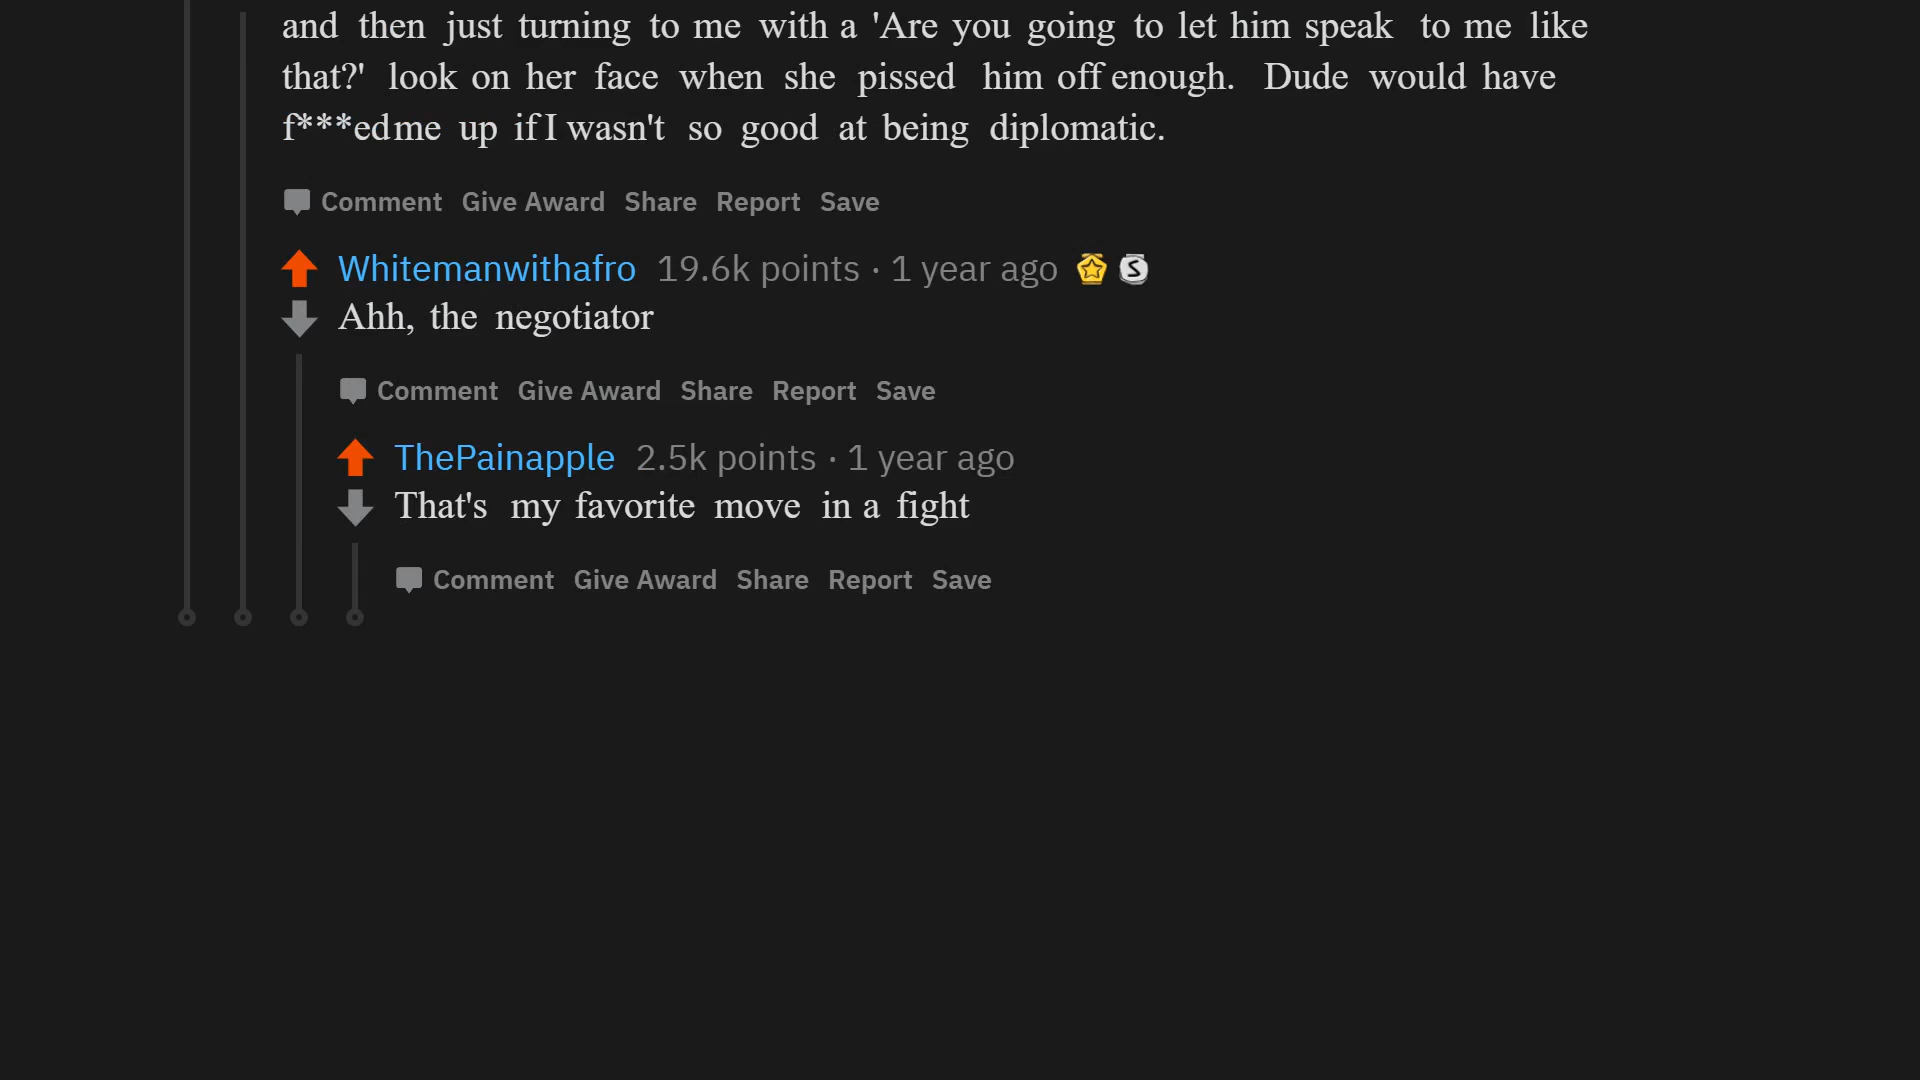 and then just turning to me with a 'Are you going to let him speak to me like
that?' look on her face when she pissed him off enough. Dude would have
f***ed me up if I wasn't so good at being diplomatic.
Comment Give Award Share Report Save
Whitemanwithafro 19.6k points · 1 year ago
Ahh, the negotiator
Comment Give Award Share Report Save
ThePainapple 2.5k points · 1 year ago
That's my favorite move in a fight
Comment Give Award Share Report Save